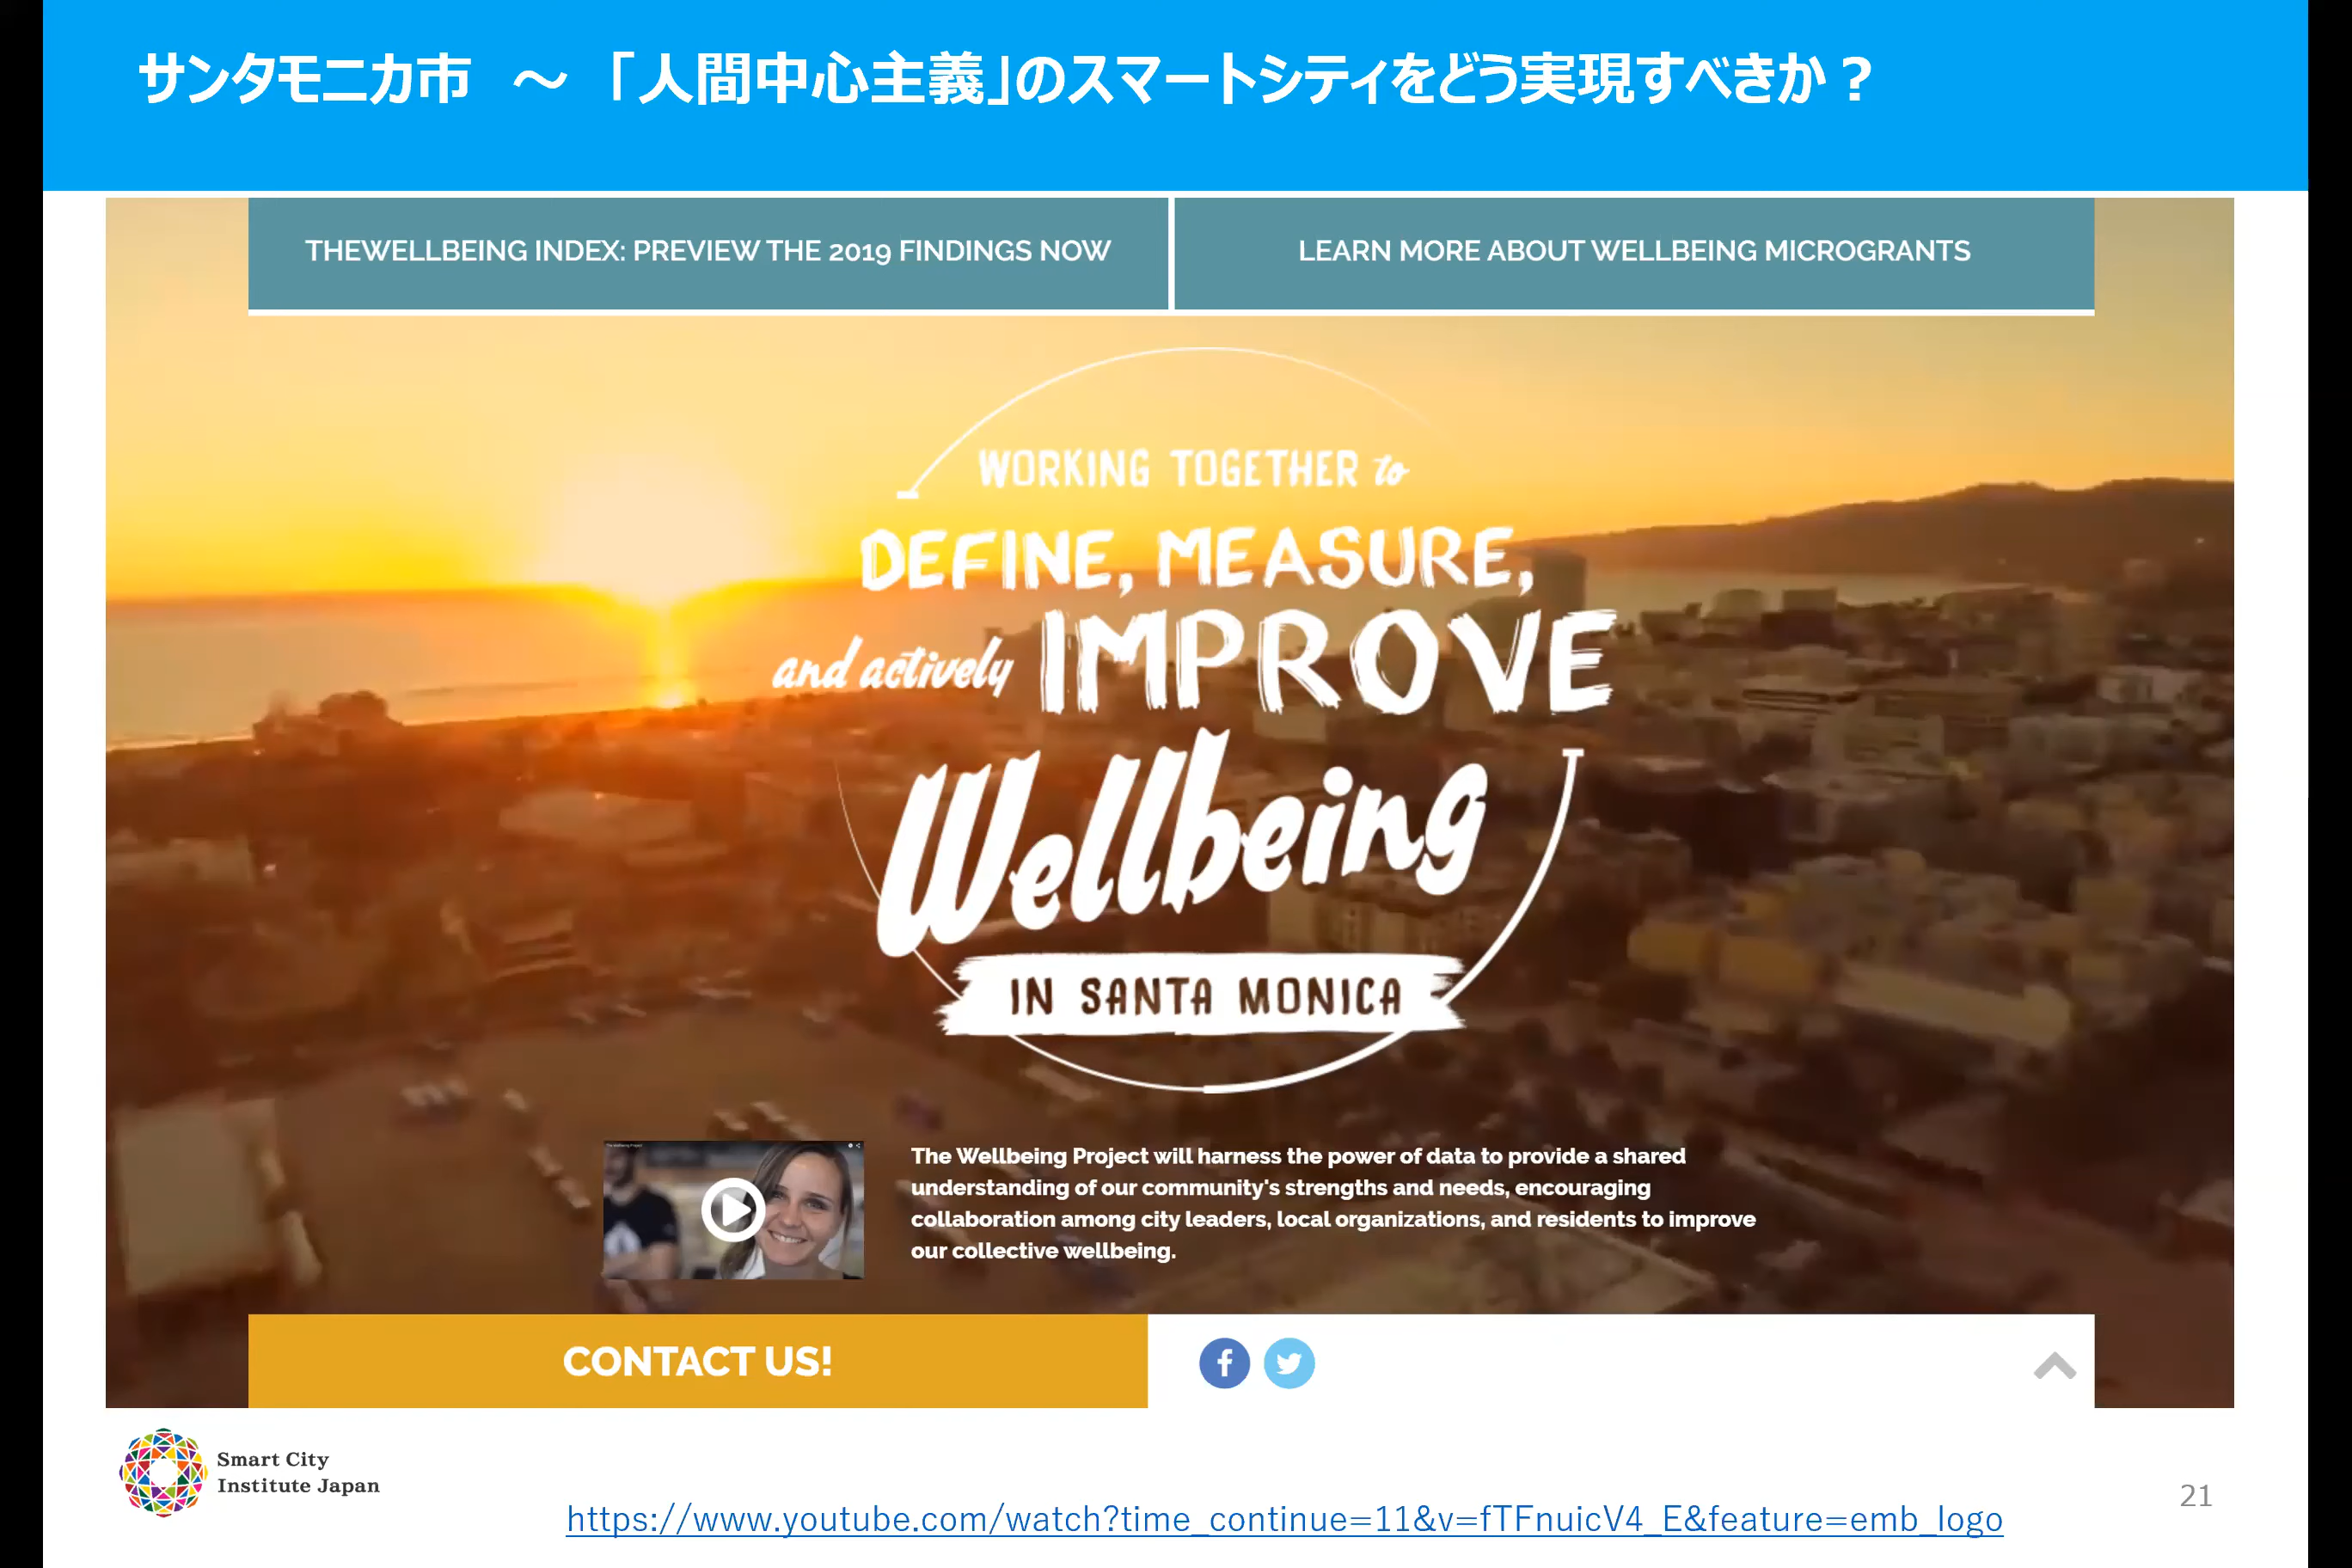 サンタモニカ市　～　「人間中心主義」のスマートシティをどう実現すべきか？
THEWELLBEING INDEX: PREVIEW THE 2019 FINDINGS NOW
LEARN MORE ABOUT WELLBEING MICROGRANTS
WORKING TOGETHER to
DEFINE, MEASURE,
and actively IMPROVE
Wellbeing
IN SANTA MONICA
The Wellbeing Project will harness the power of data to provide a shared
understanding of our community's strengths and needs, encouraging
collaboration among city leaders, local organizations, and residents to improve
our collective wellbeing.
CONTACT US!
Smart City
Institute Japan
https://www.youtube.com/watch?time_continue=11&v=fTFnuicV4_E&feature=emb_logo
21